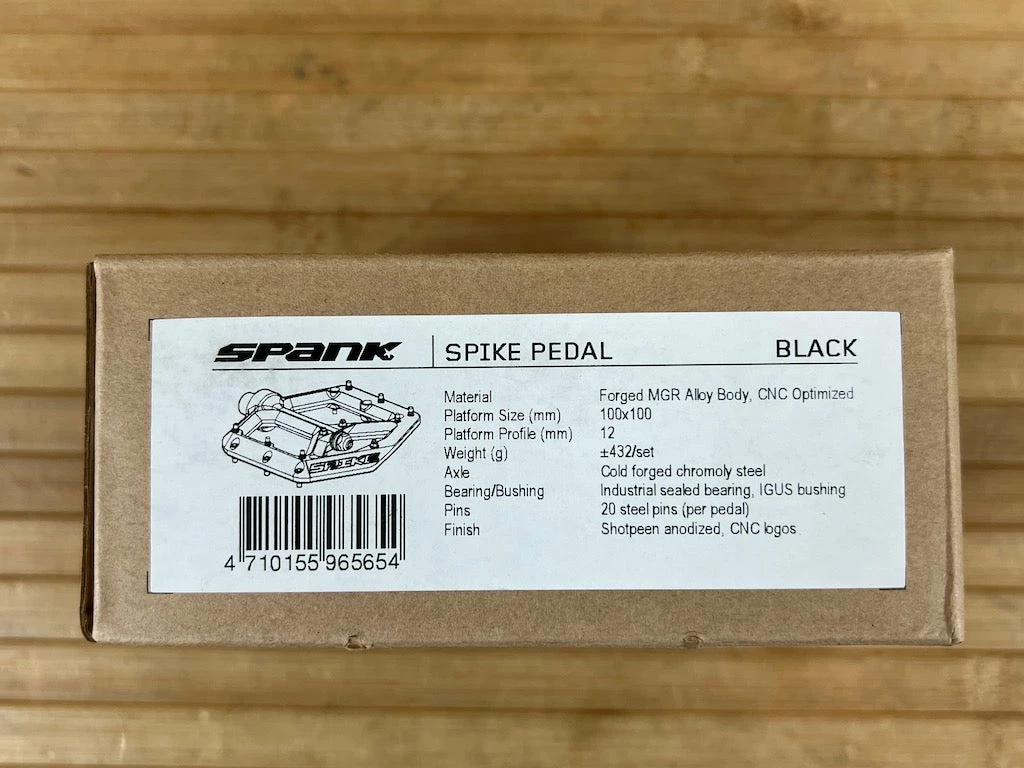 SPANK SPIKE PEDAL BLACK
Material Forged MGR Alloy Body, CNC Optimized
Platform Size (mm) 100x100
Platform Profile (mm) 12
Weight (g) ±432/set
Axle Cold forged chromoly steel
Bearing/Bushing Industrial sealed bearing, IGUS bushing
Pins 20 steel pins (per pedal)
Finish Shotpeen anodized, CNC logos
SPIKE
4 710155 965654